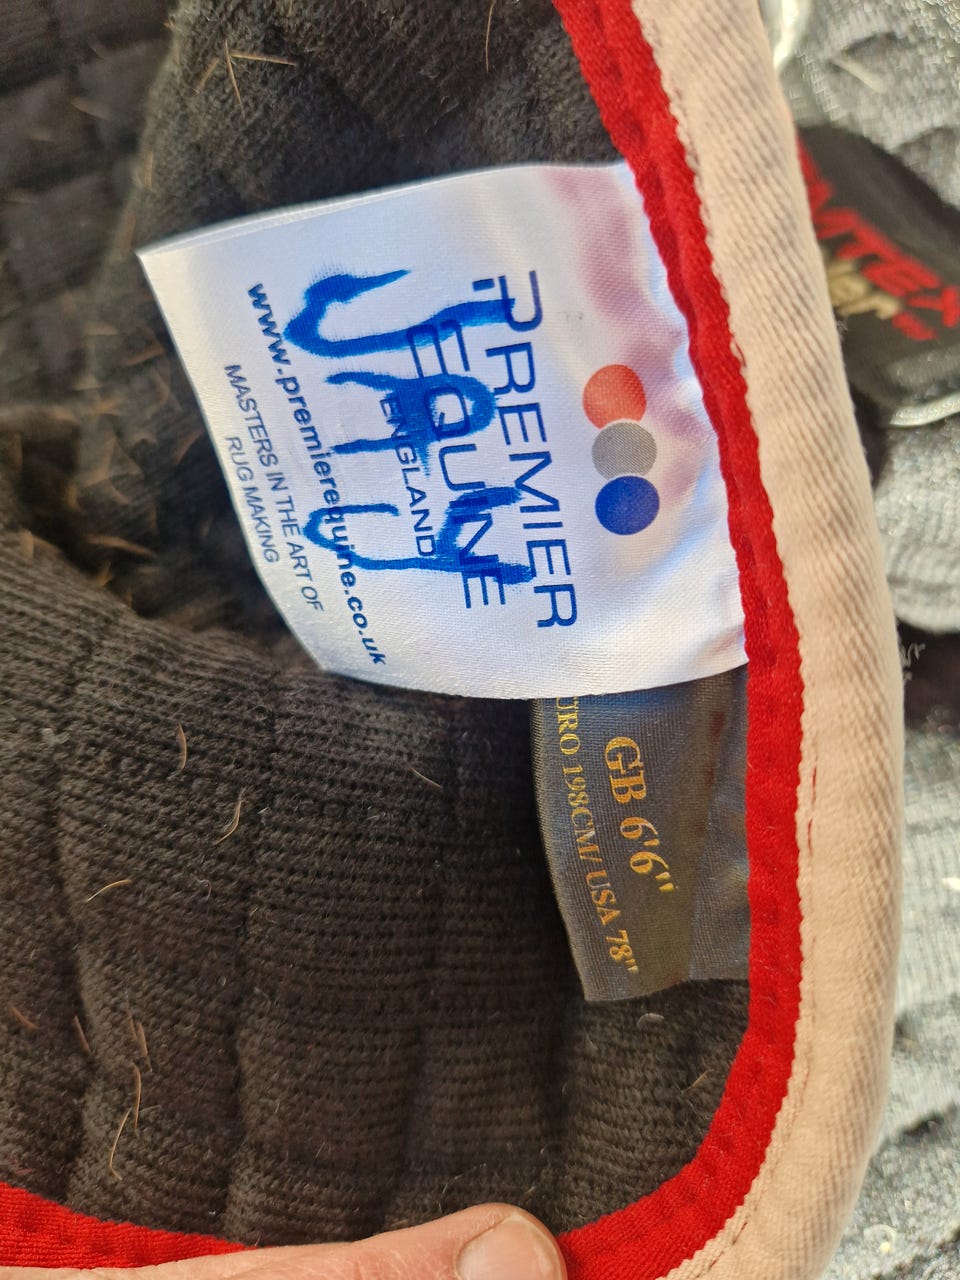 PREMIER
EQUINE
ENGLAND
www.premierequine.co.uk
MASTERS IN THE ART OF
RUG MAKING
GB 6'6"
EURO 198CM/ USA 78"